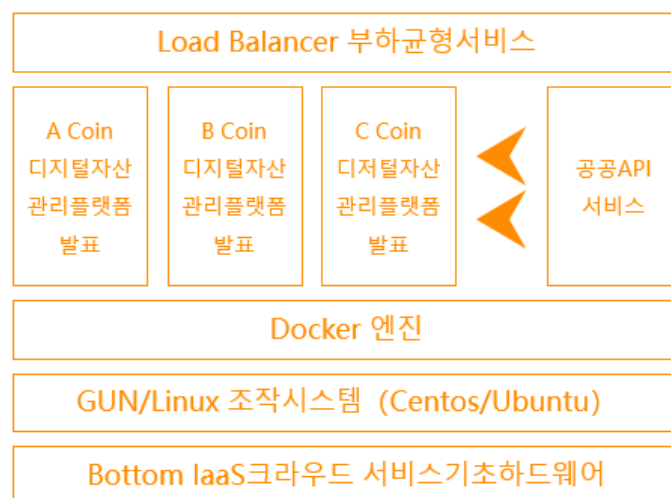 Load Balancer 부하균형서비스
A Coin
디지털자산
관리플랫폼
발표
B Coin
디지털자산
관리플랫폼
발표
C Coin
디저털자산
관리플랫폼
발표
공공API
서비스
Docker 엔진
GUN/Linux 조작시스템 (Centos/Ubuntu)
Bottom IaaS크라우드 서비스기초하드웨어